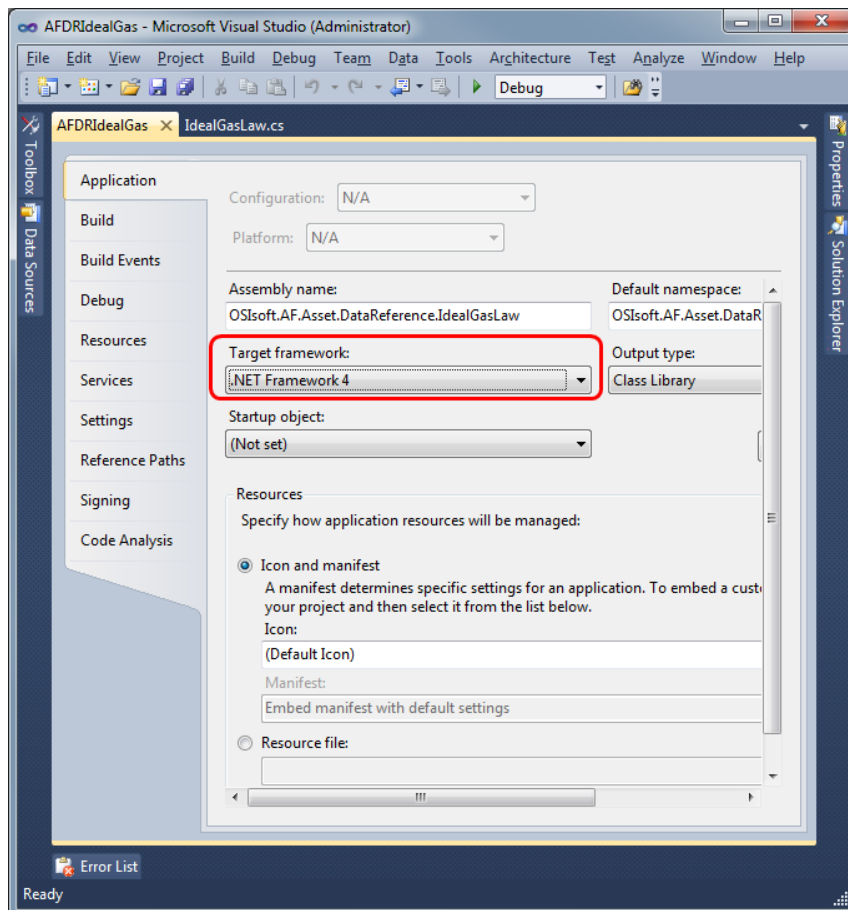 AFDRIdealGas - Microsoft Visual Studio (Administrator)
File Edit View Project Build Debug Team Data Tools Architecture Test Analyze Window Help
Debug
AFDRIdealGas IdealGasLaw.cs
Toolbox
Data Sources
Properties
Solution Explorer
Application
Build
Build Events
Debug
Resources
Services
Settings
Reference Paths
Signing
Code Analysis
Configuration: N/A
Platform: N/A
Assembly name: Default namespace:
OSIsoft.AF.Asset.DataReference.IdealGasLaw OSIsoft.AF.Asset.DataR
Target framework: Output type:
.NET Framework 4 Class Library
Startup object:
(Not set)
Resources
Specify how application resources will be managed:
Icon and manifest
A manifest determines specific settings for an application. To embed a custo
your project and then select it from the list below.
Icon:
(Default Icon)
Manifest:
Embed manifest with default settings
Resource file:
Error List
Ready